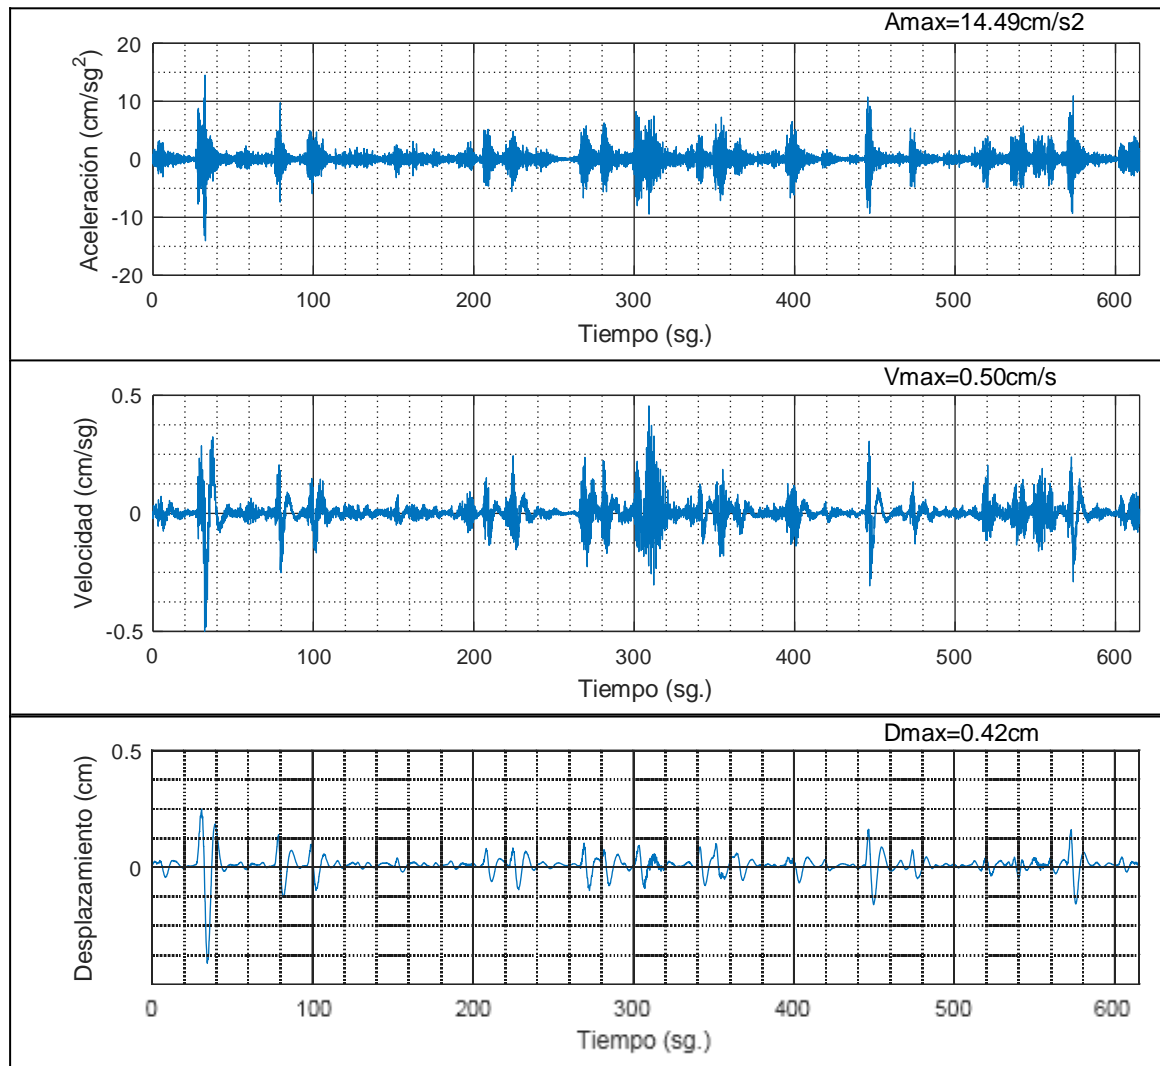 Amax=14.49cm/s2
20
10
0
-10
-20
Aceleración (cm/sg2)
0 100 200 300 400 500 600
Tiempo (sg.)
Vmax=0.50cm/s
0.5
0
-0.5
Velocidad (cm/sg)
0 100 200 300 400 500 600
Tiempo (sg.)
Dmax=0.42cm
0.5
0
Desplazamiento (cm)
0 100 200 300 400 500 600
Tiempo (sg.)